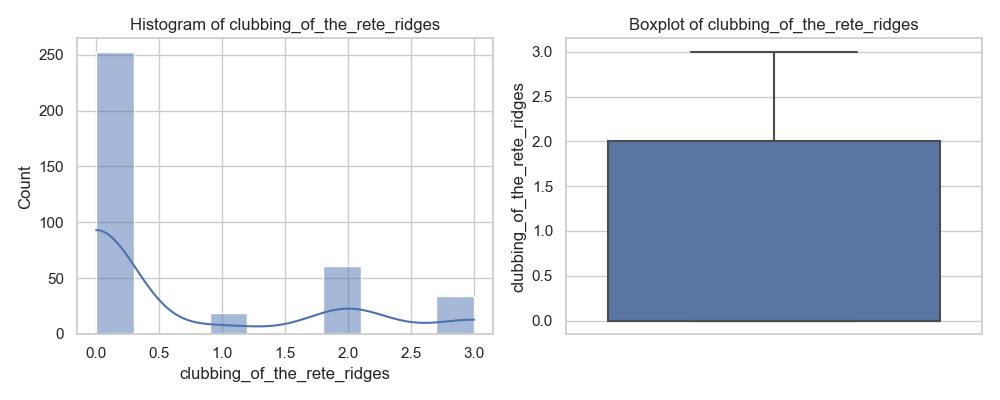 Histogram of clubbing_of_the_rete_ridges
Count
250
200
150
100
50
0
0.0 0.5 1.0 1.5 2.0 2.5 3.0
clubbing_of_the_rete_ridges
Boxplot of clubbing_of_the_rete_ridges
clubbing_of_the_rete_ridges
3.0
2.5
2.0
1.5
1.0
0.5
0.0